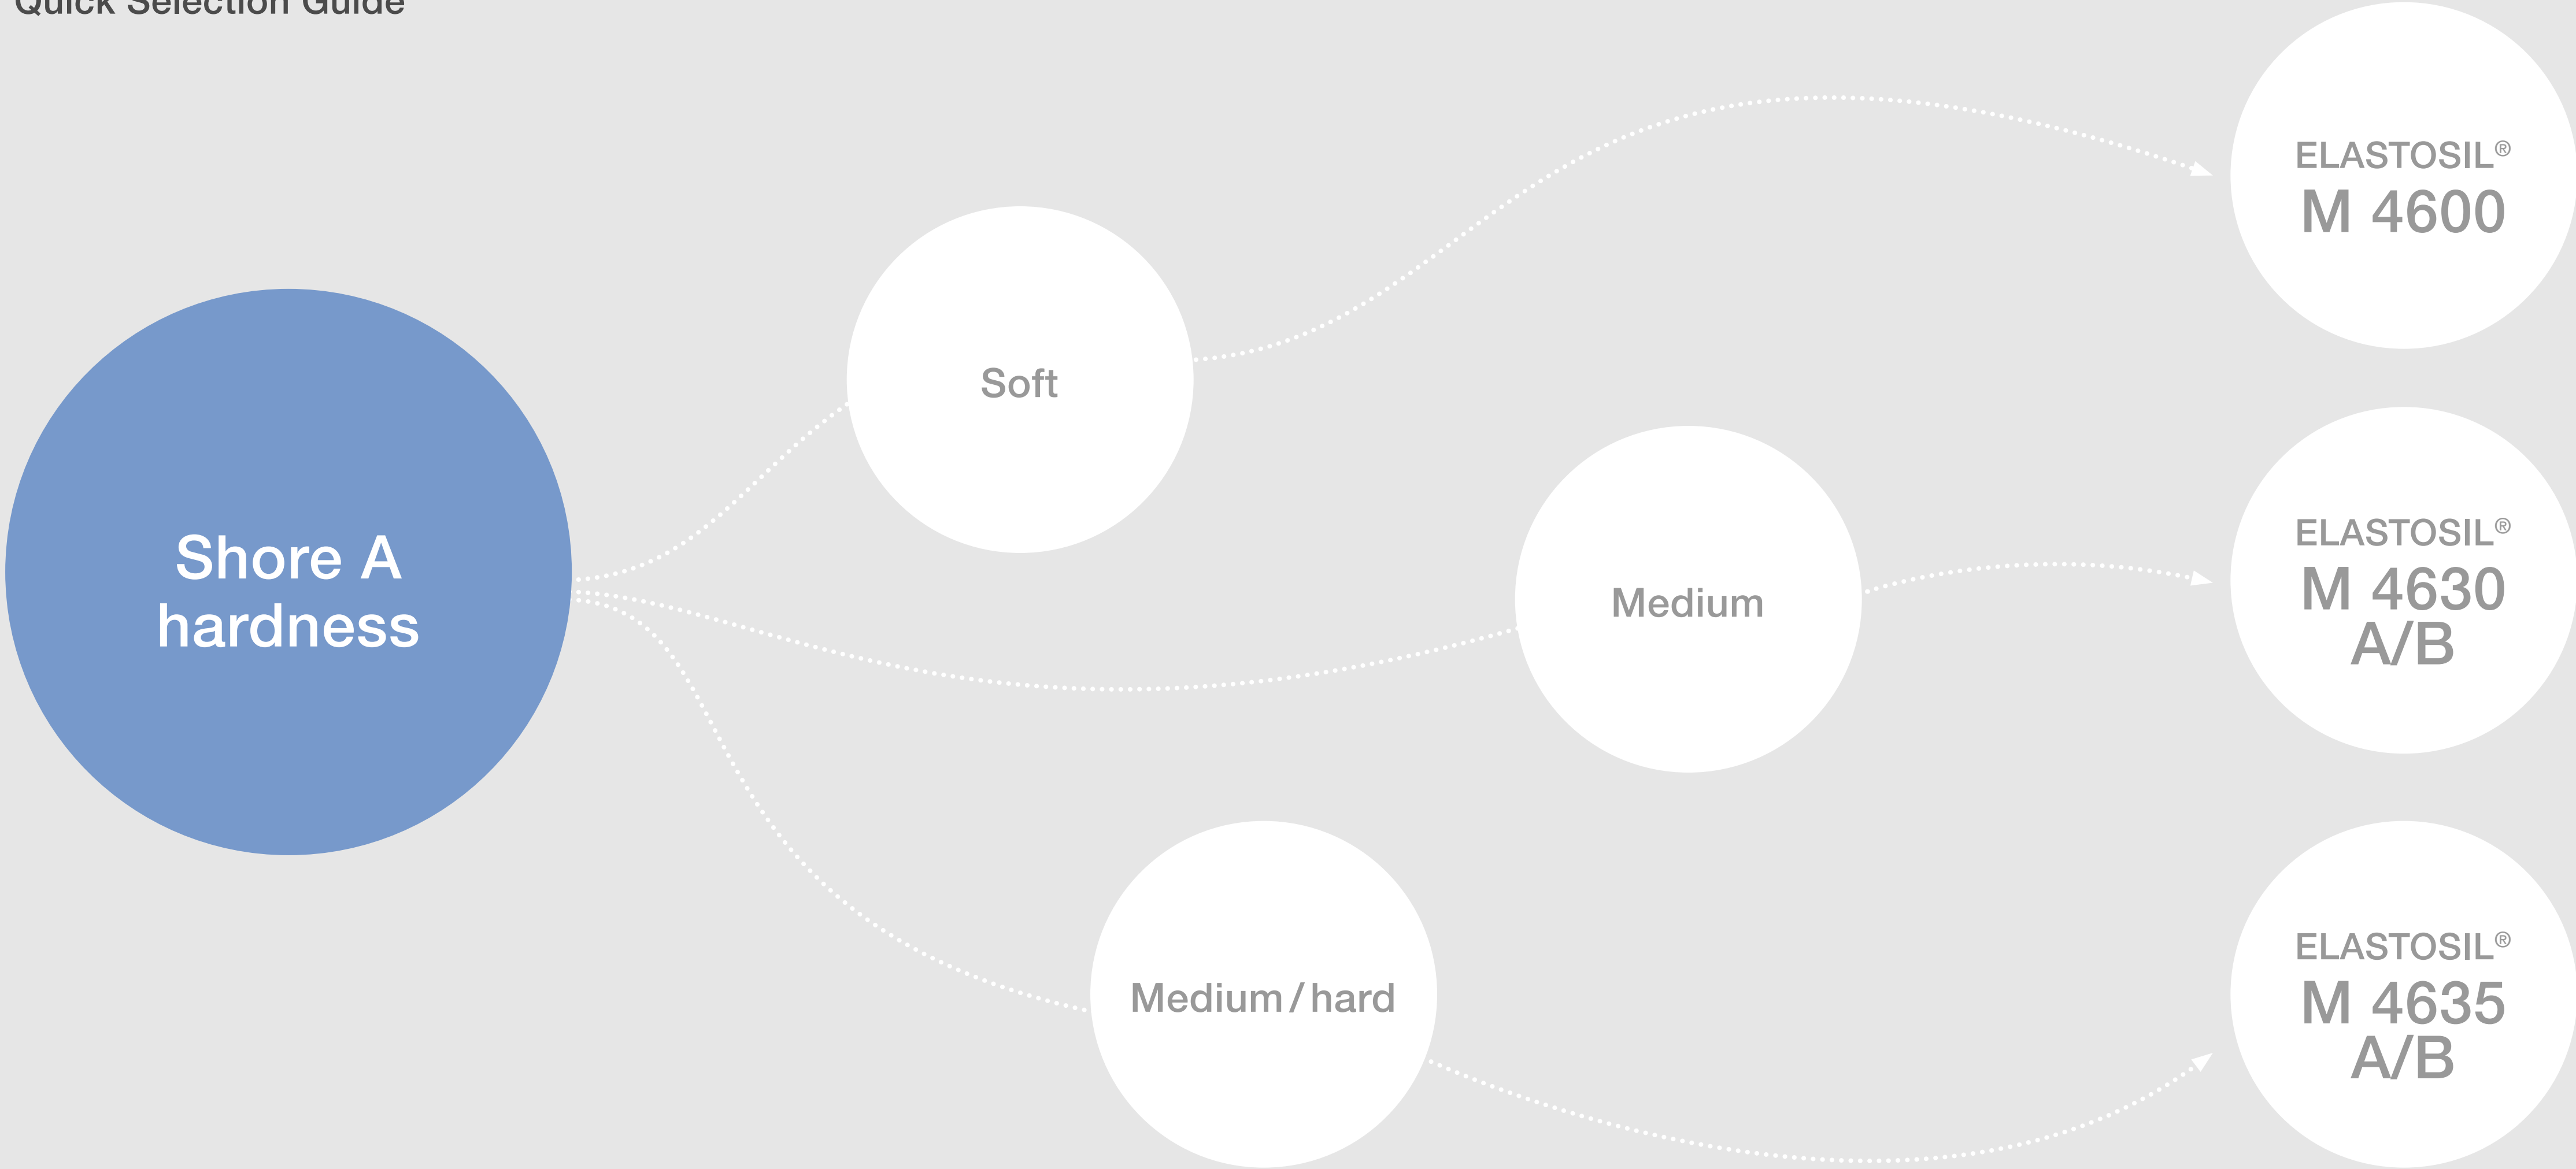 Quick Selection Guide
Shore A
hardness
Soft
Medium
Medium / hard
ELASTOSIL®
M 4600
ELASTOSIL®
M 4630
A/B
ELASTOSIL®
M 4635
A/B